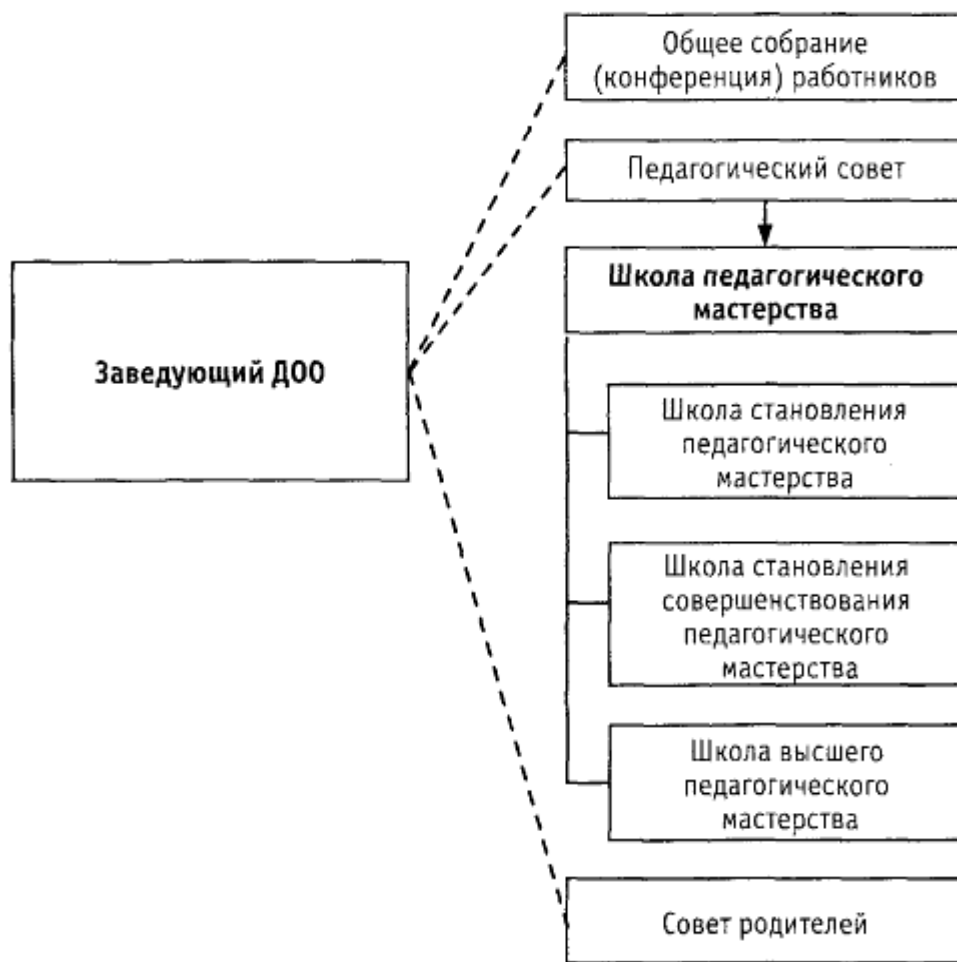 Общее собрание
(конференция) работников
Педагогический совет
Школа педагогического
мастерства
Заведующий ДОО
Школа становления
педагогического
мастерства
Школа становления
совершенствования
педагогического
мастерства
Школа высшего
педагогического
мастерства
Совет родителей